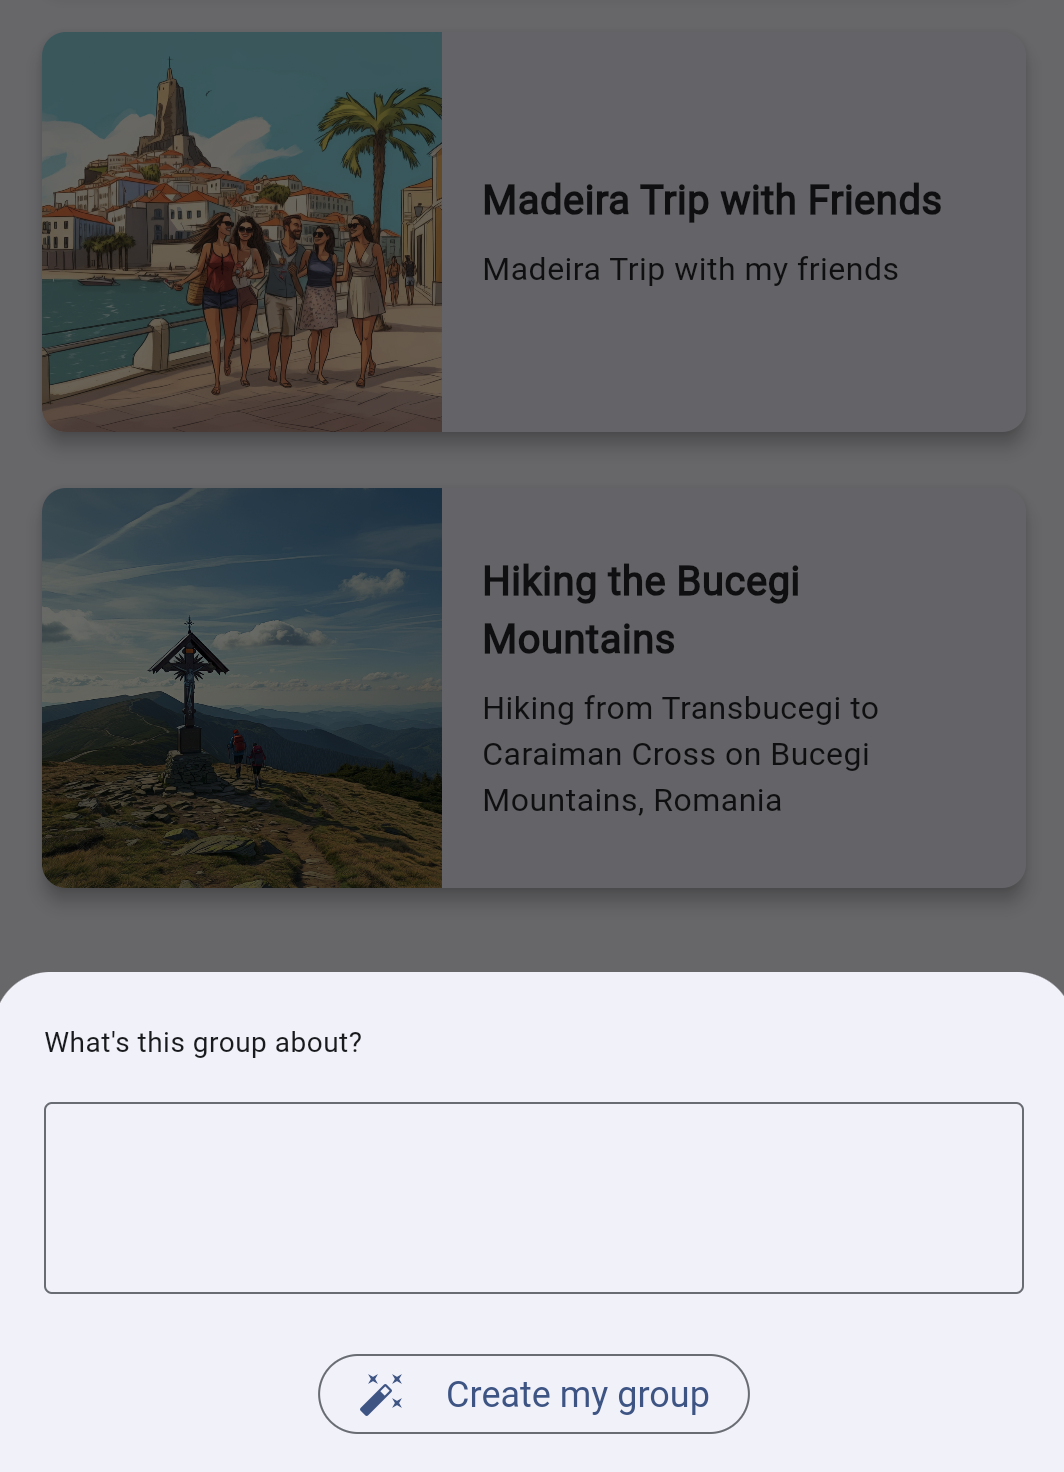 Madeira Trip with Friends
Madeira Trip with my friends
Hiking the Bucegi
Mountains
Hiking from Transbucegi to
Caraiman Cross on Bucegi
Mountains, Romania
What's this group about?
Create my group